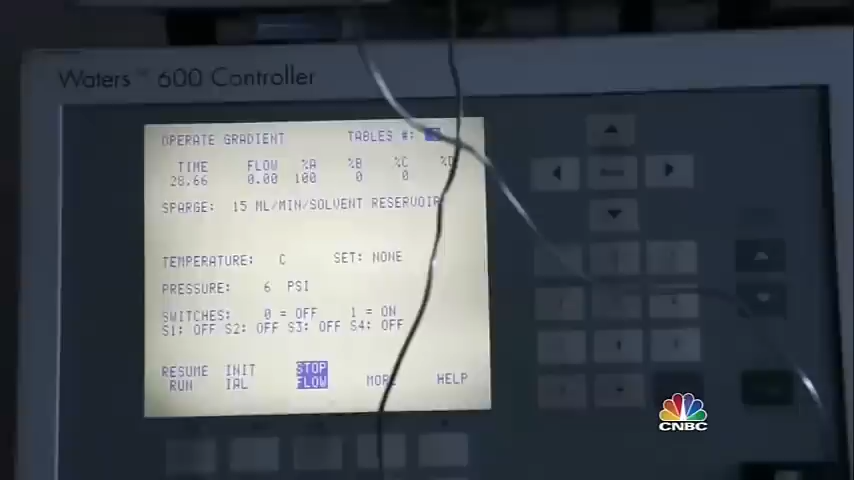 Waters™ 600 Controller
OPERATE GRADIENT TABLES #:
TIME FLOW %A %B %C %D
28.66 0.00 100 0 0
SPARGE: 15 ML/MIN/SOLVENT RESERVOIR
TEMPERATURE: C SET: NONE
PRESSURE: 6 PSI
SWITCHES: 0 = OFF 1 = ON
S1: OFF S2: OFF S3: OFF S4: OFF
RESUME INIT STOP
RUN IAL FLOW MORE HELP
CNBC